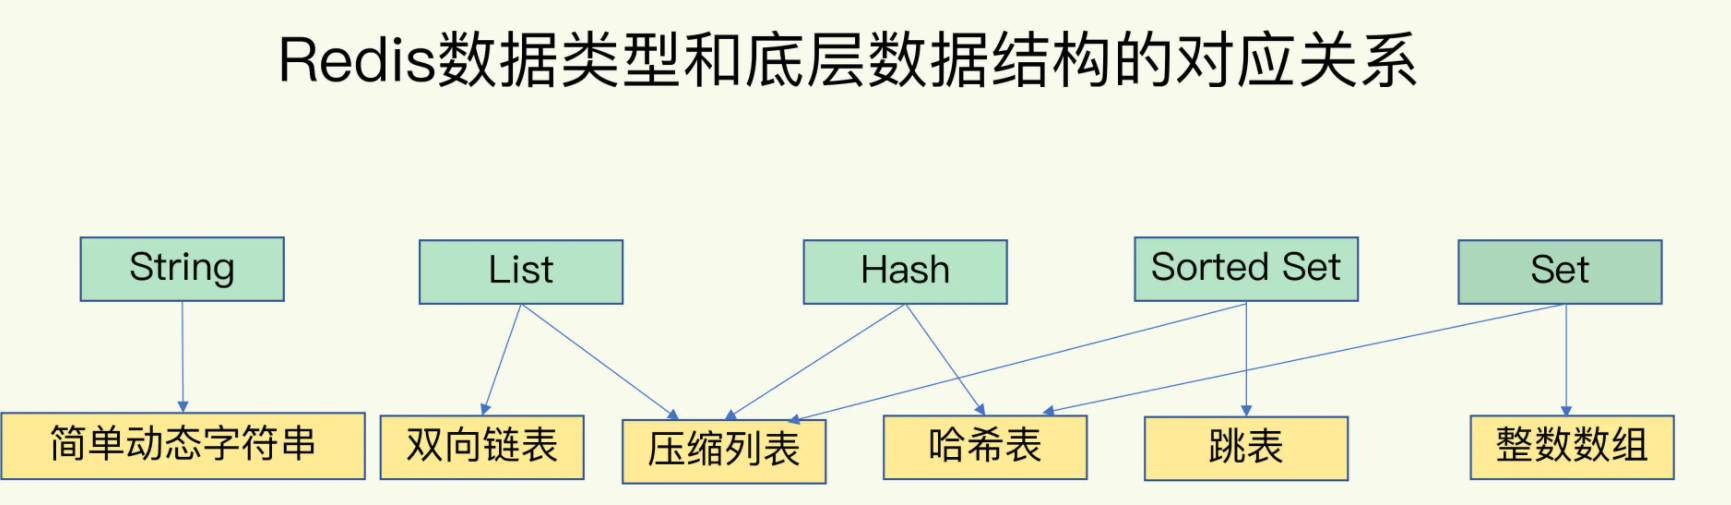 Redis数据类型和底层数据结构的对应关系
String
List
Hash
Sorted Set
Set
简单动态字符串
双向链表
压缩列表
哈希表
跳表
整数数组